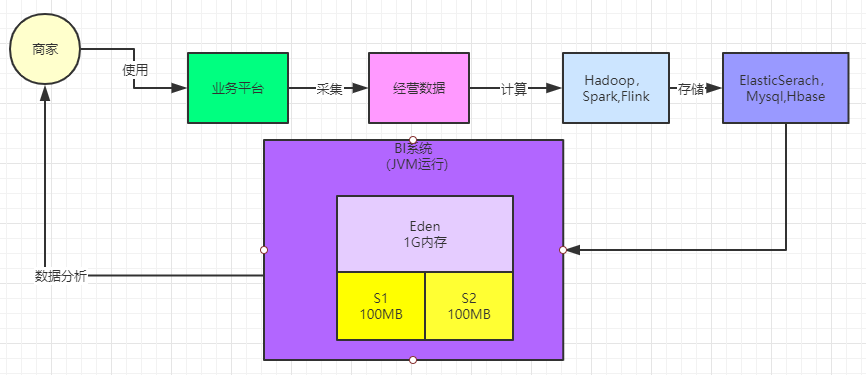 商家
使用
业务平台
采集
经营数据
计算
Hadoop，
Spark,Flink
存储
ElasticSerach，
Mysql,Hbase
BI系统
(JVM运行)
Eden
1G内存
S1
100MB
S2
100MB
数据分析